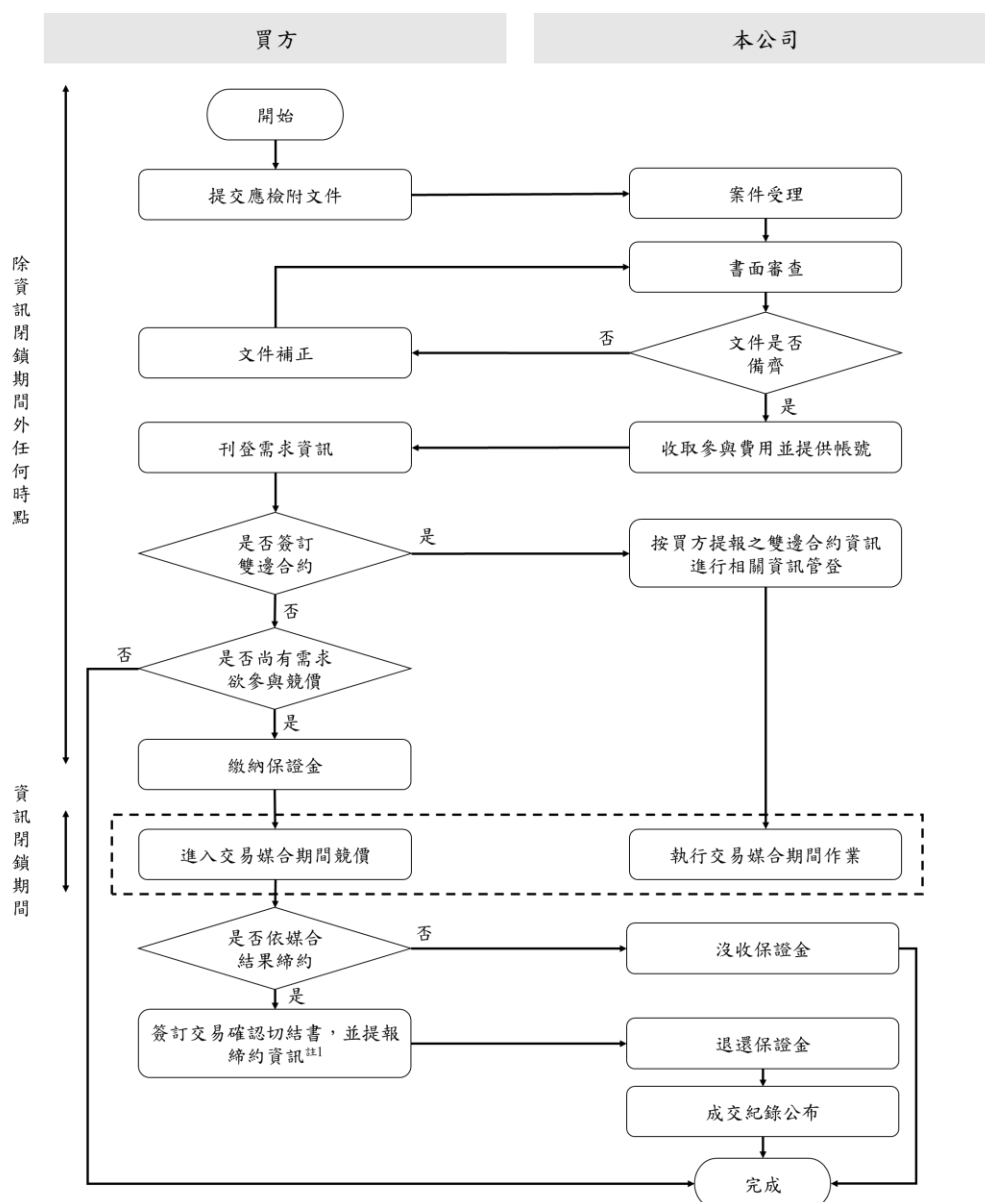 買方
本公司
開始
提交應檢附文件
案件受理
書面審查
文件補正
否
文件是否
備齊
是
刊登需求資訊
收取參與費用並提供帳號
除資訊閉鎖期間外任何時點
是否簽訂
雙邊合約
是
按買方提報之雙邊合約資訊
進行相關資訊管登
否
否
是否尚有需求
欲參與競價
是
繳納保證金
資訊閉鎖期間
進入交易媒合期間競價
執行交易媒合期間作業
是否依媒合
結果締約
否
沒收保證金
是
簽訂交易確認切結書，並提報
締約資訊註1
退還保證金
成交紀錄公布
完成